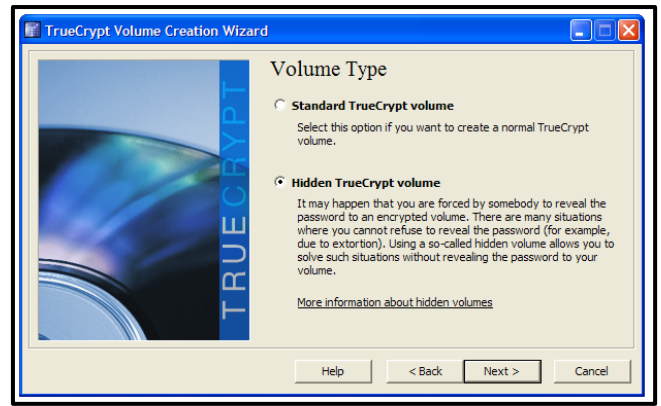 TrueCrypt Volume Creation Wizard
TRUECRYPT
Volume Type
Standard TrueCrypt volume
Select this option if you want to create a normal TrueCrypt
volume.
Hidden TrueCrypt volume
It may happen that you are forced by somebody to reveal the
password to an encrypted volume. There are many situations
where you cannot refuse to reveal the password (for example,
due to extortion). Using a so-called hidden volume allows you to
solve such situations without revealing the password to your
volume.
More information about hidden volumes
Help
< Back
Next >
Cancel